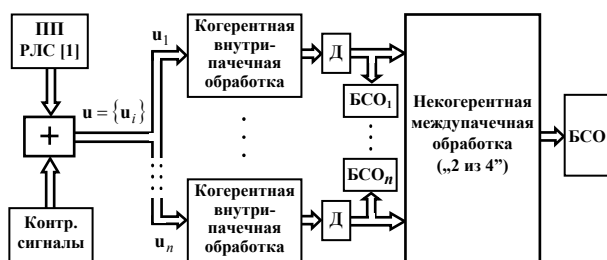 ПП
РЛС [1]
+
Контр.
сигналы
u = {u_i}
u_1
u_n
Когерентная
внутри-
пачечная
обработка
Д
БСО_1
Когерентная
внутри-
пачечная
обработка
Д
БСО_n
Некогерентная
междупачечная
обработка
(„2 из 4”)
БСО